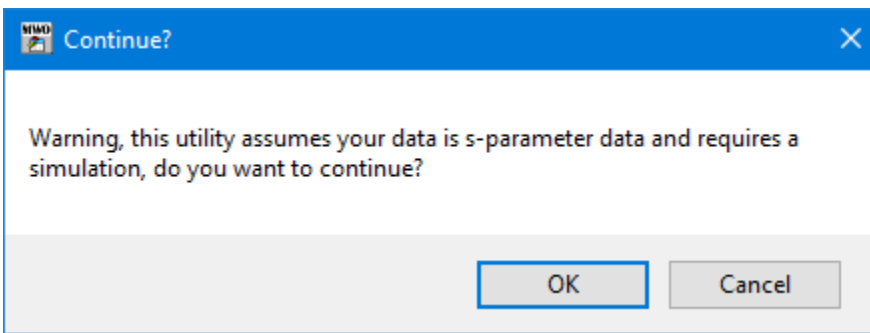 MWO
Continue?
Warning, this utility assumes your data is s-parameter data and requires a
simulation, do you want to continue?
OK
Cancel